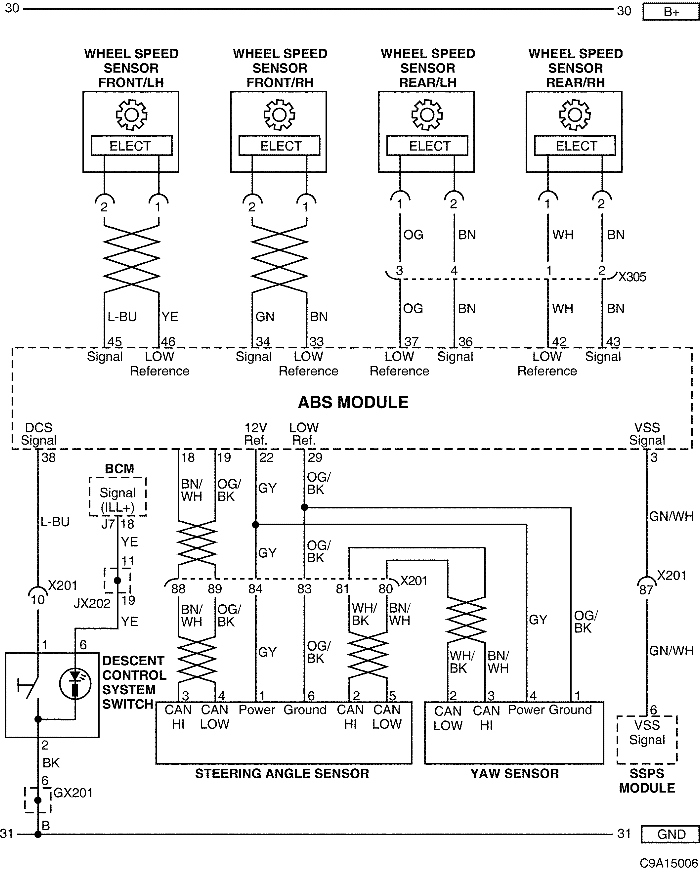 30 30 B+
WHEEL SPEED SENSOR FRONT/LH
WHEEL SPEED SENSOR FRONT/RH
WHEEL SPEED SENSOR REAR/LH
WHEEL SPEED SENSOR REAR/RH
ELECT ELECT ELECT ELECT
2 1 2 1 1 2 1 2
OG BN WH BN
3 4 1 2 X305
L-BU YE GN BN OG BN WH BN
45 46 34 33 37 36 42 43
Signal LOW Reference Signal LOW Reference LOW Reference Signal LOW Reference Signal
ABS MODULE
DCS Signal 12V Ref. LOW Ref. VSS Signal
38 18 19 22 29 3
BCM
Signal (ILL+)
J7 18
BN/WH OG/BK GY OG/BK
L-BU YE GY OG/BK GN/WH
11
X201 JX202 88 89 84 83 81 80 X201 X201
10 19 87
YE BN/WH OG/BK GY OG/BK WH/BK BN/WH WH/BK BN/WH GY OG/BK GN/WH
1 6
DESCENT CONTROL SYSTEM SWITCH
3 4 1 6 2 5 2 3 4 1 6
CAN HI CAN LOW Power Ground CAN HI CAN LOW
CAN LOW CAN HI Power Ground
VSS Signal
2
BK
STEERING ANGLE SENSOR YAW SENSOR SSPS MODULE
6
GX201
B
31 31 GND
C9A15006